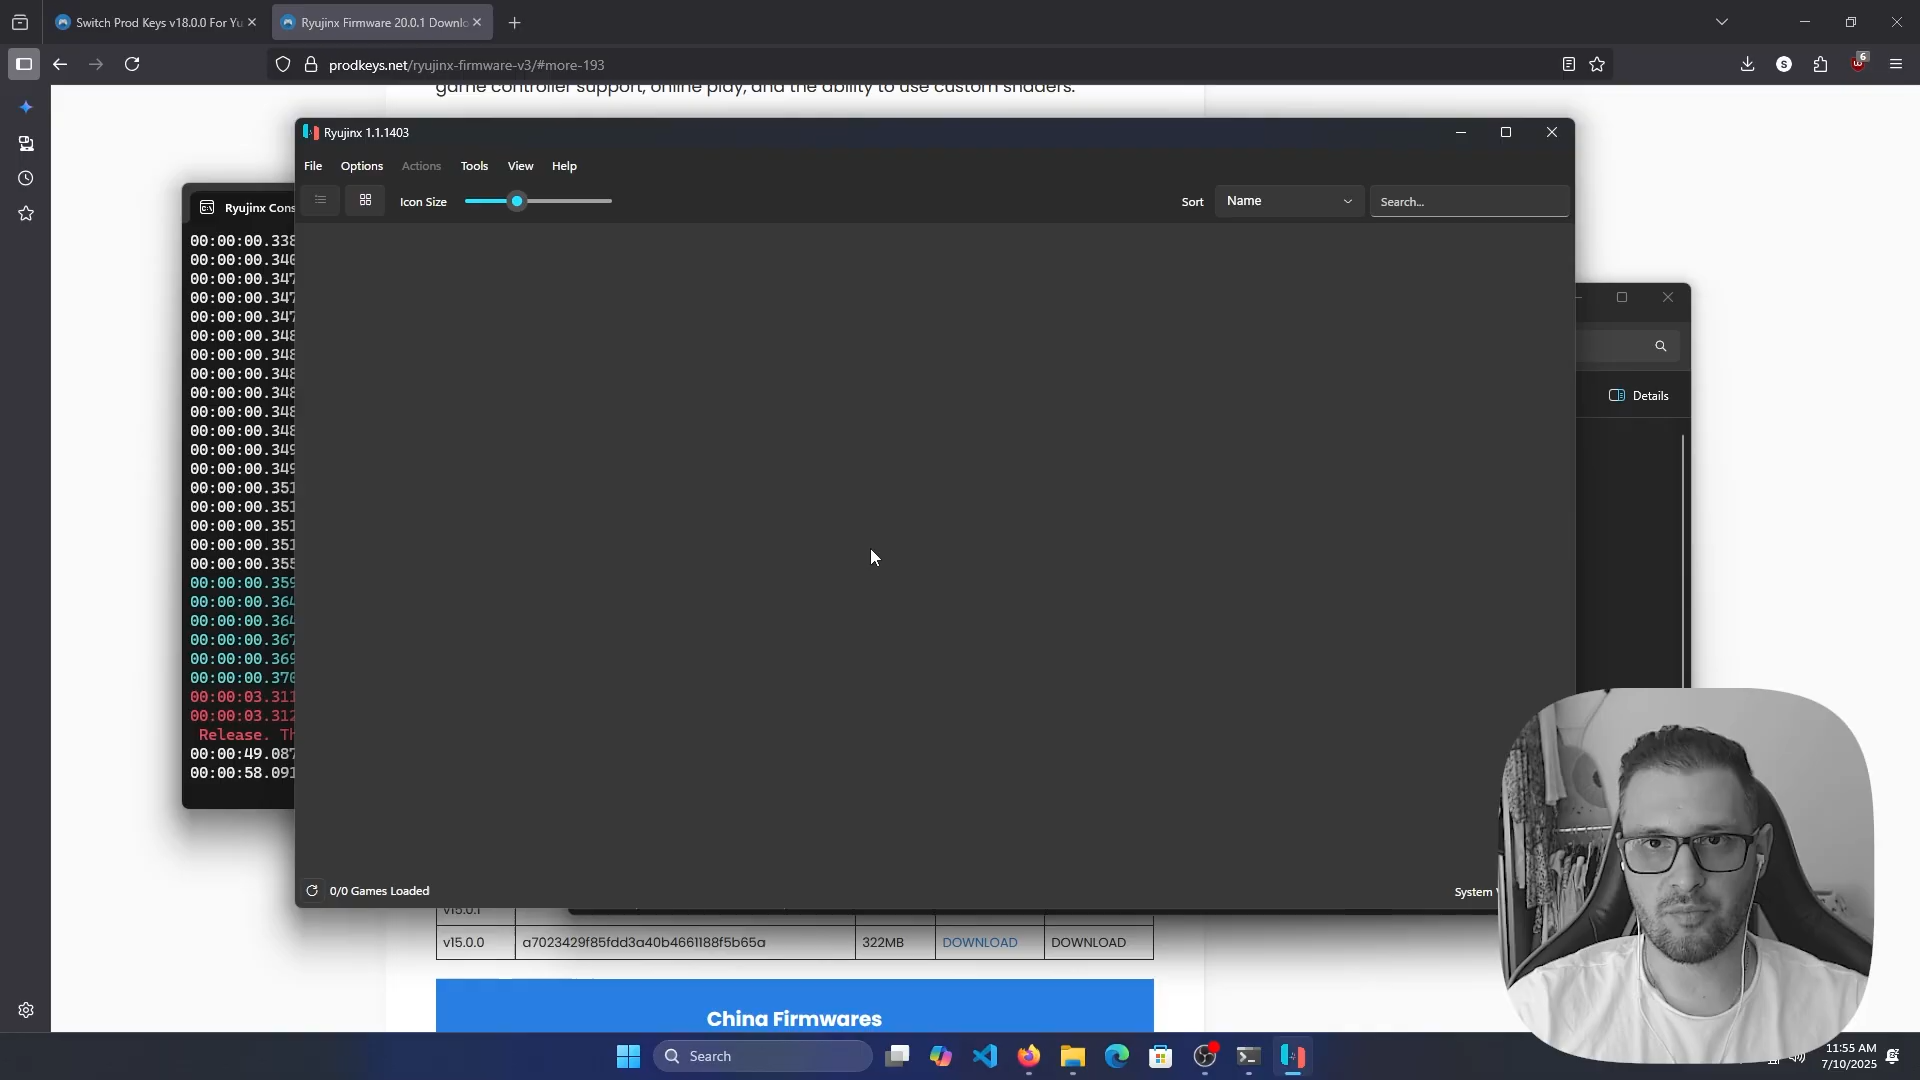 Switch Prod Keys v18.0.0 For Yu
Ryujinx Firmware 20.0.1 Downlo
prodkeys.net/ryujinx-firmware-v3/#more-193
6
S
game controller support, online play, and the ability to use custom shaders.
Ryujinx 1.1.1403
File Options Actions Tools View Help
Icon Size
Sort
Name
Search...
Ryujinx Cons
00:00:00.338
00:00:00.340
00:00:00.347
00:00:00.347
00:00:00.347
00:00:00.348
00:00:00.348
00:00:00.348
00:00:00.348
00:00:00.348
00:00:00.348
00:00:00.349
00:00:00.349
00:00:00.351
00:00:00.351
00:00:00.351
00:00:00.351
00:00:00.355
00:00:00.359
00:00:00.364
00:00:00.364
00:00:00.367
00:00:00.369
00:00:00.370
00:00:03.311
00:00:03.312
Release. Th
00:00:49.087
00:00:58.091
Details
0/0 Games Loaded
System
v15.0.1
v15.0.0 a7023429f85fdd3a40b4661188f5b65a 322MB DOWNLOAD DOWNLOAD
China Firmwares
Search
11:55 AM
7/10/2025